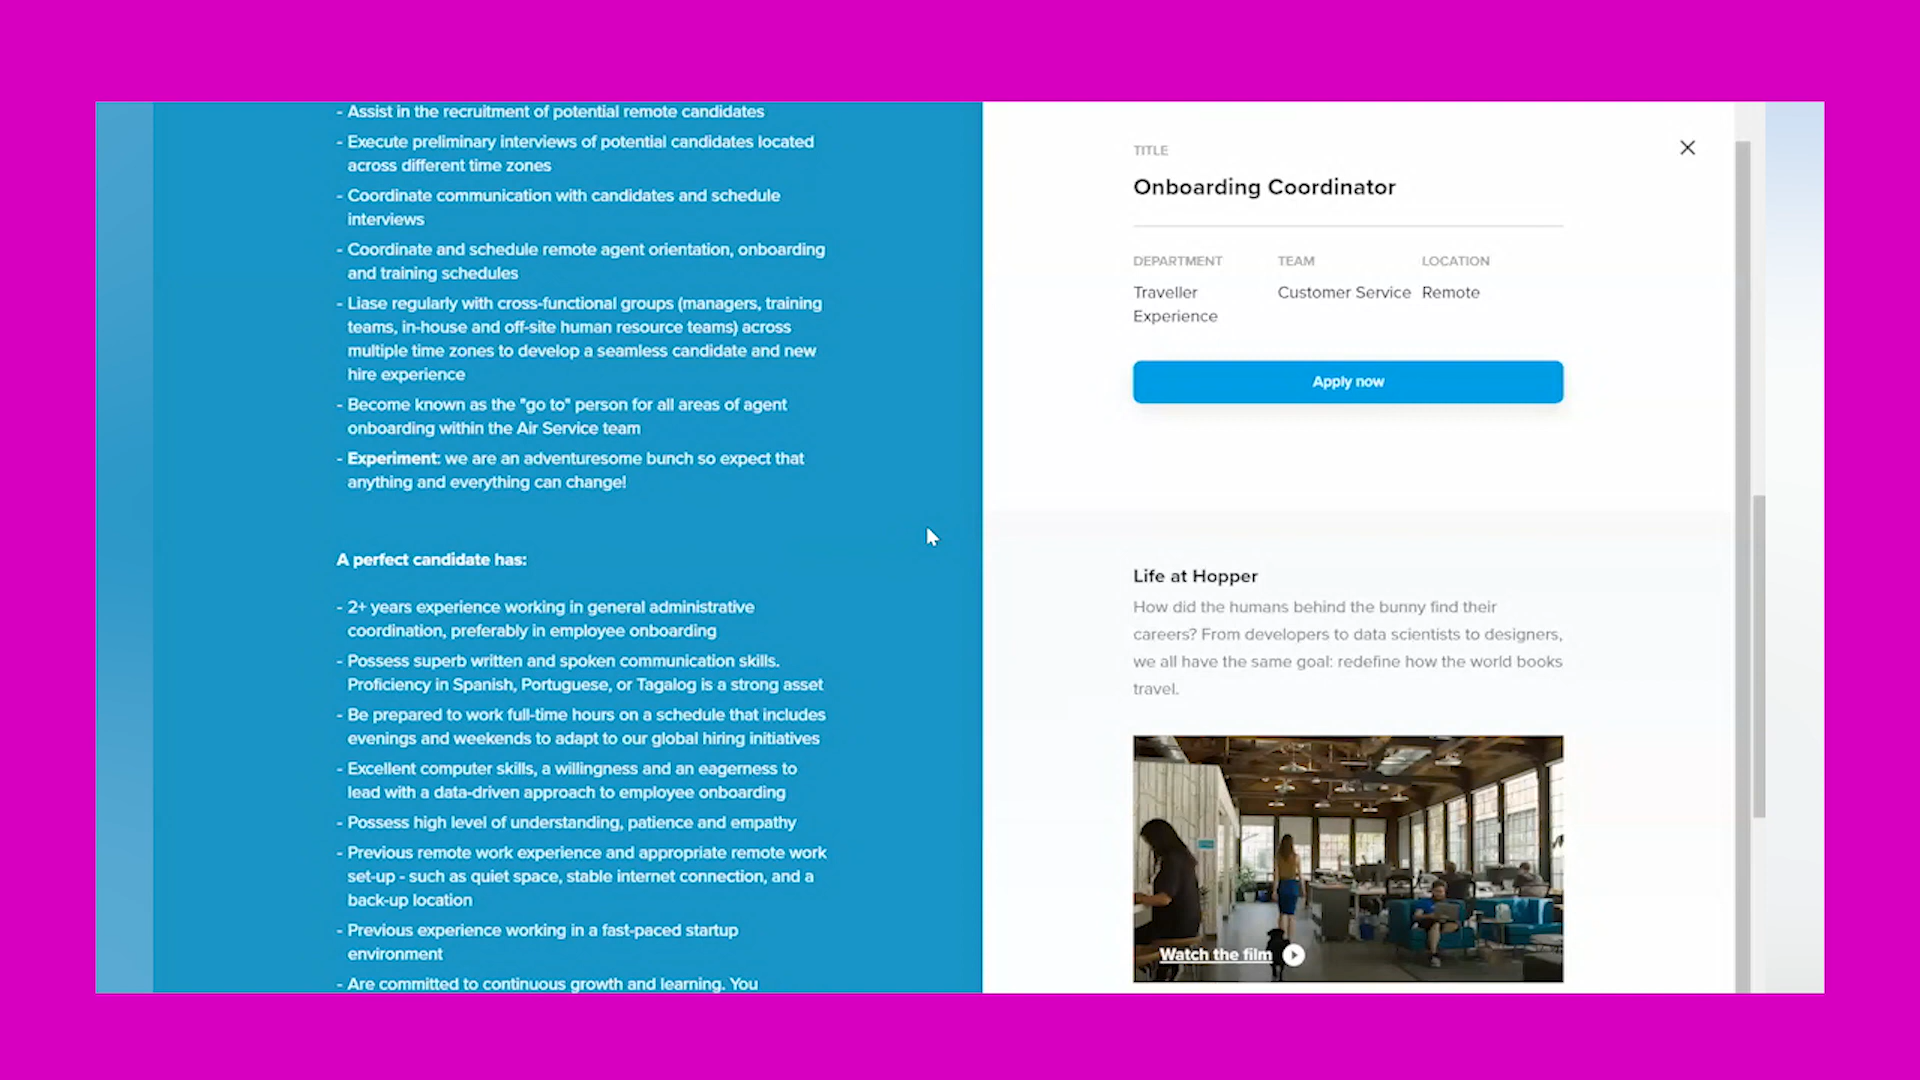 - Assist in the recruitment of potential remote candidates
- Execute preliminary interviews of potential candidates located
across different time zones
- Coordinate communication with candidates and schedule
interviews
- Coordinate and schedule remote agent orientation, onboarding
and training schedules
- Liase regularly with cross-functional groups (managers, training
teams, in-house and off-site human resource teams) across
multiple time zones to develop a seamless candidate and new
hire experience
- Become known as the "go to" person for all areas of agent
onboarding within the Air Service team
- Experiment: we are an adventuresome bunch so expect that
anything and everything can change!
A perfect candidate has:
- 2+ years experience working in general administrative
coordination, preferably in employee onboarding
- Possess superb written and spoken communication skills.
Proficiency in Spanish, Portuguese, or Tagalog is a strong asset
- Be prepared to work full-time hours on a schedule that includes
evenings and weekends to adapt to our global hiring initiatives
- Excellent computer skills, a willingness and an eagerness to
lead with a data-driven approach to employee onboarding
- Possess high level of understanding, patience and empathy
- Previous remote work experience and appropriate remote work
set-up - such as quiet space, stable internet connection, and a
back-up location
- Previous experience working in a fast-paced startup
environment
- Are committed to continuous growth and learning. You
TITLE
Onboarding Coordinator
DEPARTMENT TEAM LOCATION
Traveller Customer Service Remote
Experience
Apply now
Life at Hopper
How did the humans behind the bunny find their
careers? From developers to data scientists to designers,
we all have the same goal: redefine how the world books
travel.
Watch the film